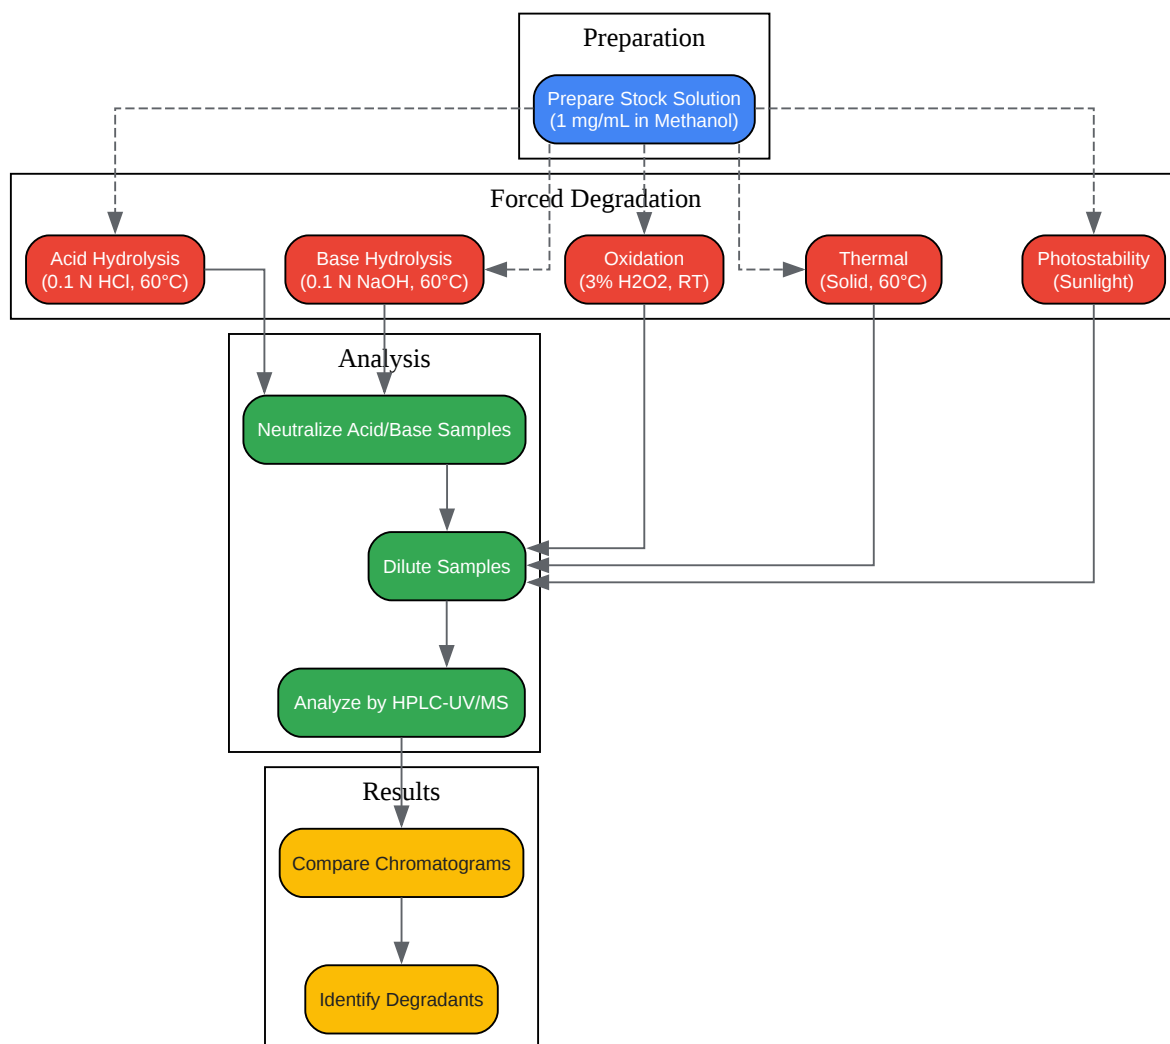 Preparation
Prepare Stock Solution
(1 mg/mL in Methanol)
Forced Degradation
Acid Hydrolysis
(0.1 N HCl, 60°C)
Base Hydrolysis
(0.1 N NaOH, 60°C)
Oxidation
(3% H2O2, RT)
Thermal
(Solid, 60°C)
Photostability
(Sunlight)
Analysis
Neutralize Acid/Base Samples
Dilute Samples
Analyze by HPLC-UV/MS
Results
Compare Chromatograms
Identify Degradants